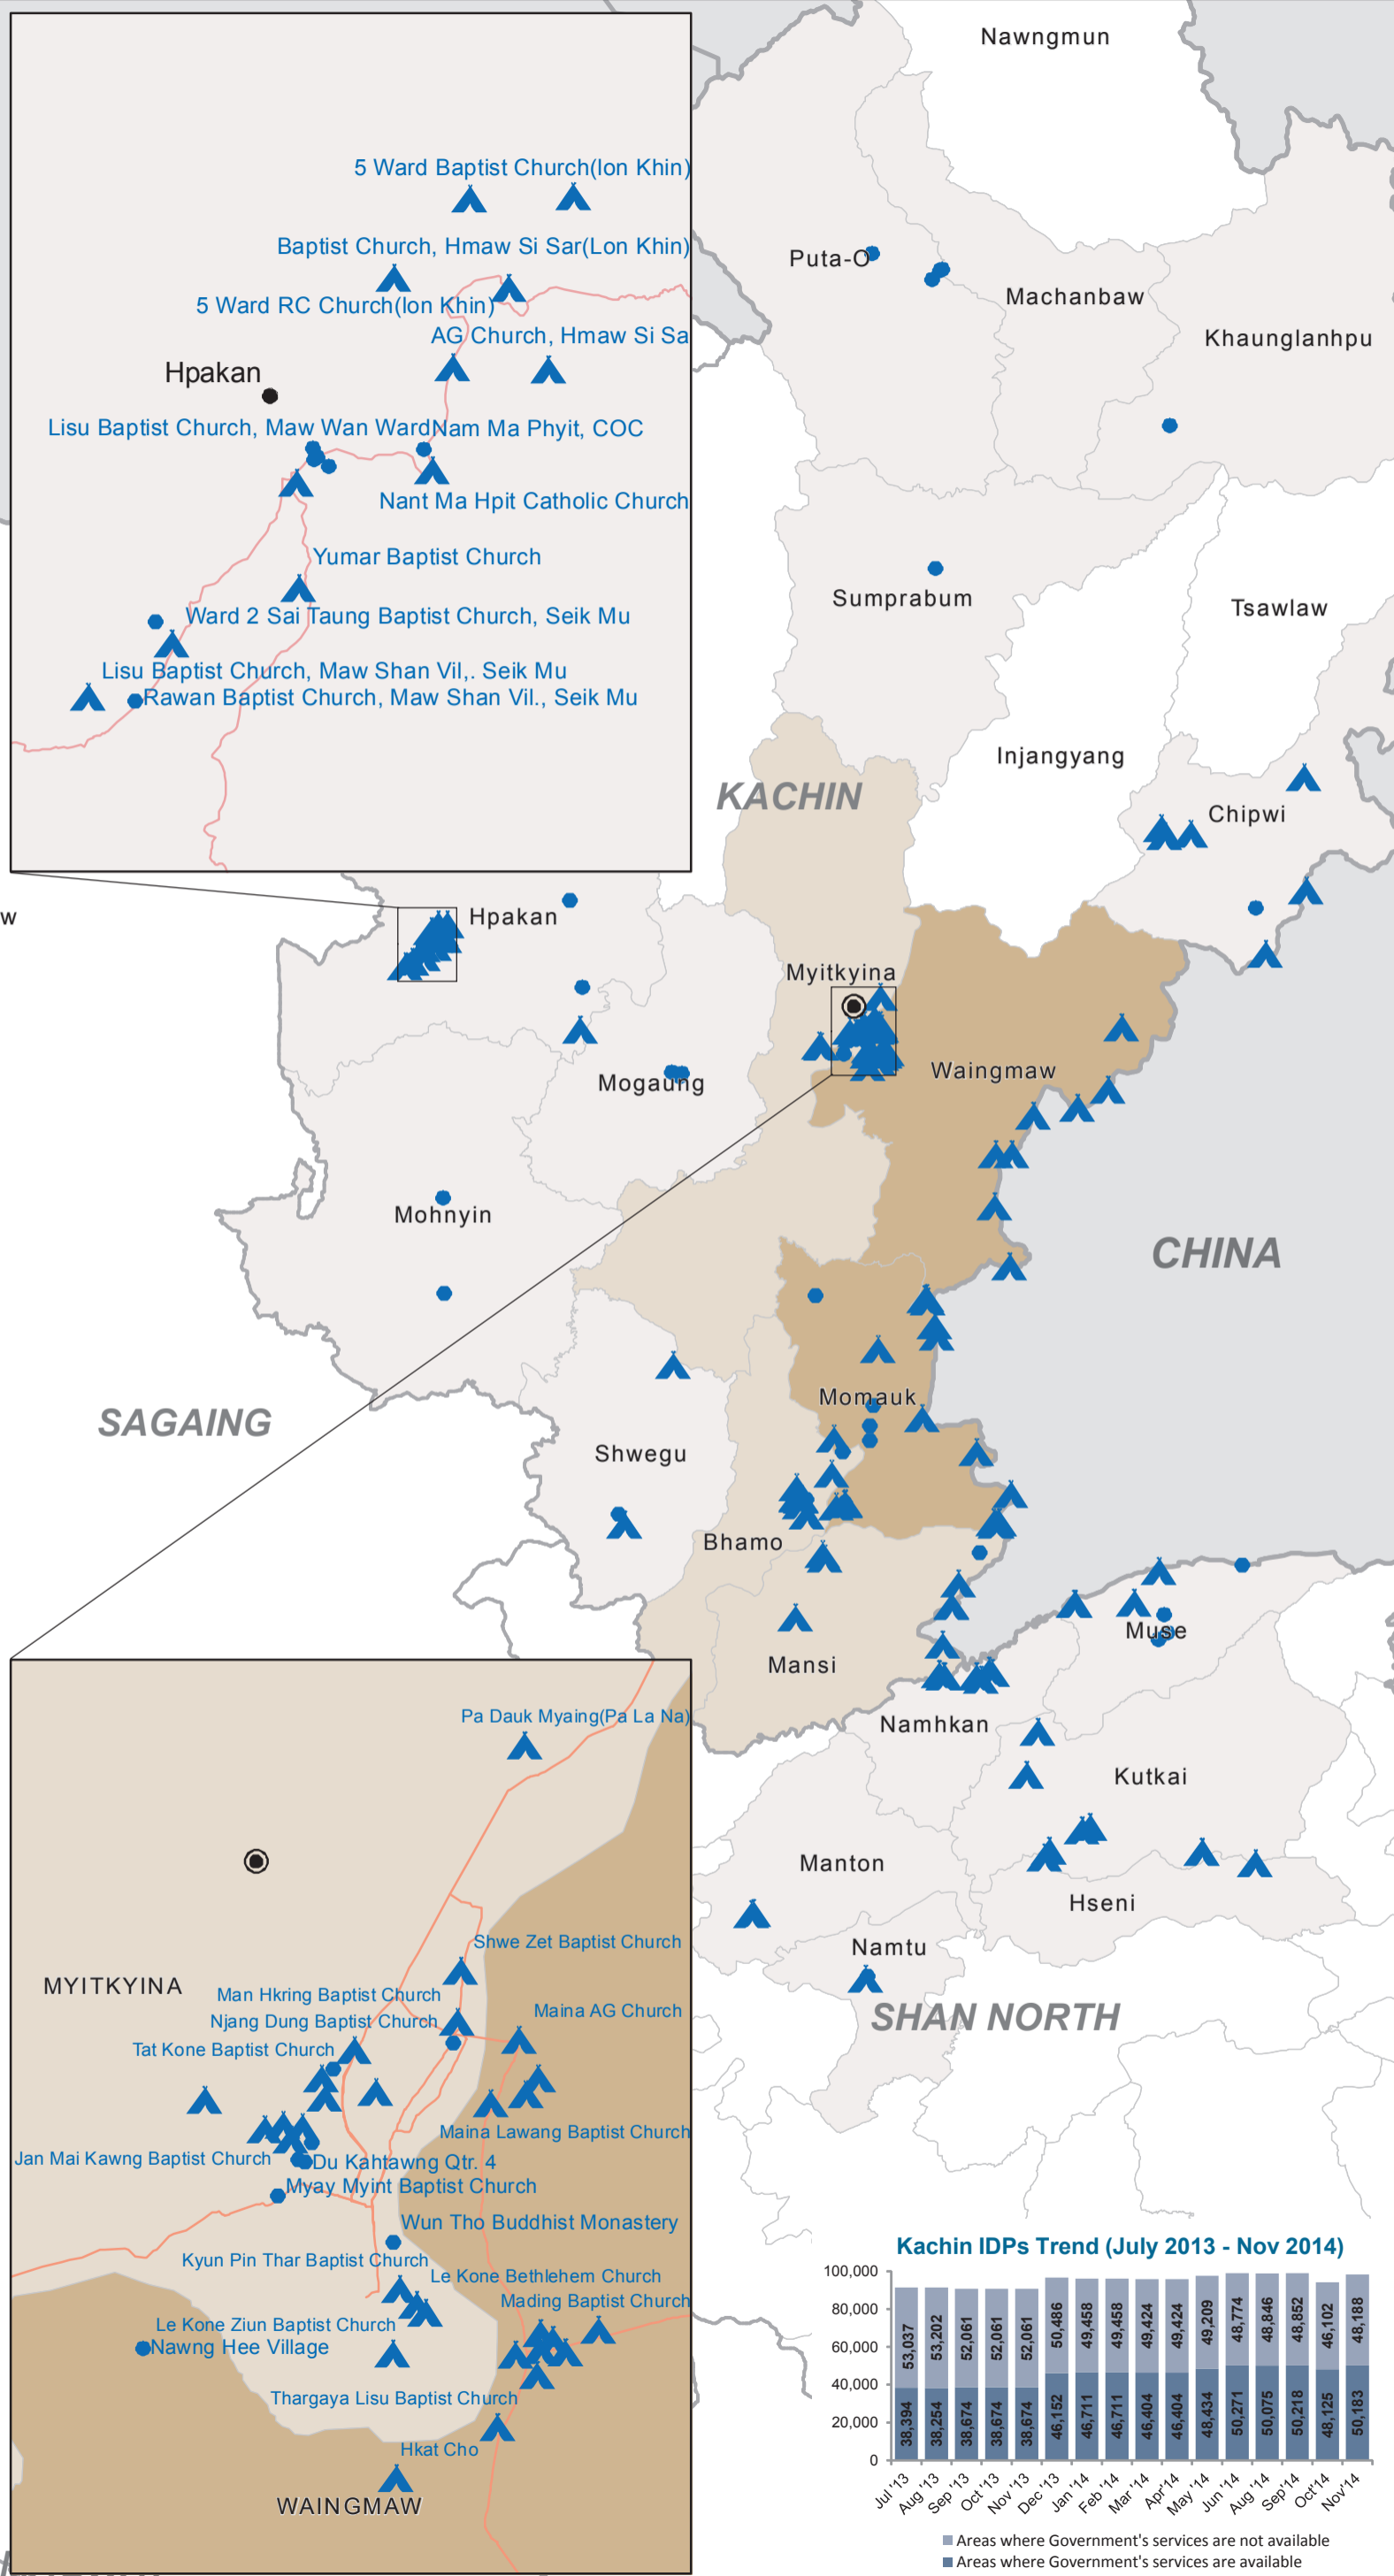 Nawngmun
5 Ward Baptist Church(lon Khin)
Baptist Church, Hmaw Si Sar(Lon Khin)
5 Ward RC Church(lon Khin)
AG Church, Hmaw Si Sa
Hpakan
Lisu Baptist Church, Maw Wan Ward
Nam Ma Phyit, COC
Nant Ma Hpit Catholic Church
Yumar Baptist Church
Ward 2 Sai Taung Baptist Church, Seik Mu
Lisu Baptist Church, Maw Shan Vil,. Seik Mu
Rawan Baptist Church, Maw Shan Vil., Seik Mu
Puta-O
Machanbaw
Khaunglanhpu
Sumprabum
Tsawlaw
Injangyang
KACHIN
Chipwi
w
Hpakan
Myitkyina
Waingmaw
Mogaung
Mohnyin
CHINA
SAGAING
Momauk
Shwegu
Bhamo
Muse
Mansi
Namhkan
Kutkai
Manton
Hseni
Namtu
SHAN NORTH
Pa Dauk Myaing(Pa La Na)
Shwe Zet Baptist Church
MYITKYINA
Man Hkring Baptist Church
Maina AG Church
Njang Dung Baptist Church
Tat Kone Baptist Church
Maina Lawang Baptist Church
Jan Mai Kawng Baptist Church
Du Kahtawng Qtr. 4
Myay Myint Baptist Church
Wun Tho Buddhist Monastery
Kyun Pin Thar Baptist Church
Le Kone Bethlehem Church
Mading Baptist Church
Le Kone Ziun Baptist Church
Nawng Hee Village
Thargaya Lisu Baptist Church
Hkat Cho
WAINGMAW
Kachin IDPs Trend (July 2013 - Nov 2014)
100,000
80,000
60,000
40,000
20,000
0
53,037 53,202 52,061 52,061 52,061 50,486 49,458 49,458 49,424 49,424 49,209 48,774 48,846 48,852 46,102 48,188
38,394 38,254 38,674 38,674 38,674 46,152 46,711 46,711 46,404 46,404 48,434 50,271 50,075 50,218 48,125 50,183
Jul '13 Aug '13 Sep '13 Oct '13 Nov '13 Dec '13 Jan '14 Feb '14 Mar '14 Apr'14 May '14 Jun '14 Aug '14 Sep'14 Oct'14 Nov'14
Areas where Government's services are not available
Areas where Government's services are available